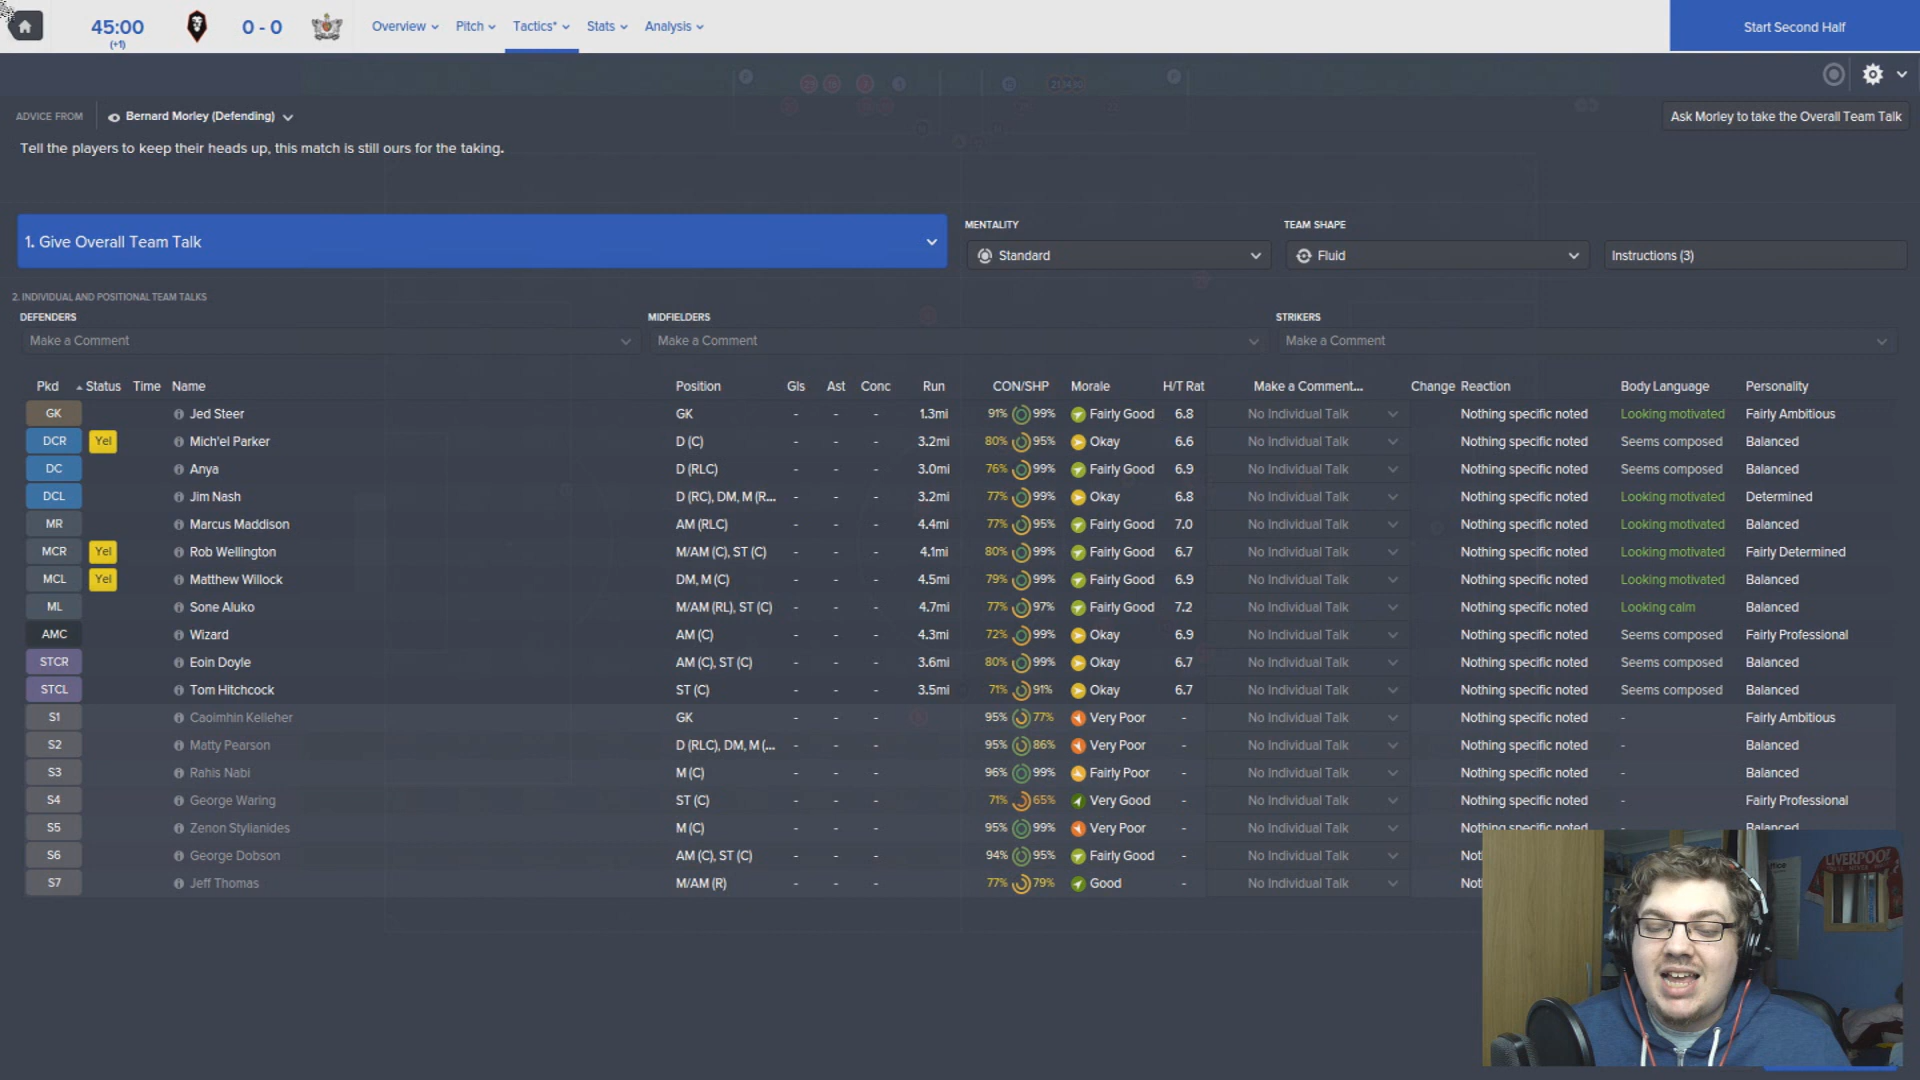 45:00
(+1)
0 - 0
Overview
Pitch
Tactics*
Stats
Analysis
Start Second Half
ADVICE FROM
Bernard Morley (Defending)
Ask Morley to take the Overall Team Talk
Tell the players to keep their heads up, this match is still ours for the taking.
1. Give Overall Team Talk
MENTALITY
Standard
TEAM SHAPE
Fluid
Instructions (3)
2. INDIVIDUAL AND POSITIONAL TEAM TALKS
DEFENDERS
MIDFIELDERS
STRIKERS
Make a Comment
Make a Comment
Make a Comment
Pkd Status Time Name Position Gls Ast Conc Run CON/SHP Morale H/T Rat Make a Comment... Change Reaction Body Language Personality
GK Jed Steer GK - - - 1.3mi 91% 99% Fairly Good 6.8 No Individual Talk Nothing specific noted Looking motivated Fairly Ambitious
DCR Yel Mich'el Parker D (C) - - - 3.2mi 80% 95% Okay 6.6 No Individual Talk Nothing specific noted Seems composed Balanced
DC Anya D (RLC) - - - 3.0mi 76% 99% Fairly Good 6.9 No Individual Talk Nothing specific noted Seems composed Balanced
DCL Jim Nash D (RC), DM, M (R... - - - 3.2mi 77% 99% Okay 6.8 No Individual Talk Nothing specific noted Looking motivated Determined
MR Marcus Maddison AM (RLC) - - - 4.4mi 77% 95% Fairly Good 7.0 No Individual Talk Nothing specific noted Looking motivated Balanced
MCR Yel Rob Wellington M/AM (C), ST (C) - - - 4.1mi 80% 99% Fairly Good 6.7 No Individual Talk Nothing specific noted Looking motivated Fairly Determined
MCL Yel Matthew Willock DM, M (C) - - - 4.5mi 79% 99% Fairly Good 6.9 No Individual Talk Nothing specific noted Looking motivated Balanced
ML Sone Aluko M/AM (RL), ST (C) - - - 4.7mi 77% 97% Fairly Good 7.2 No Individual Talk Nothing specific noted Looking calm Balanced
AMC Wizard AM (C) - - - 4.3mi 72% 99% Okay 6.9 No Individual Talk Nothing specific noted Seems composed Fairly Professional
STCR Eoin Doyle AM (C), ST (C) - - - 3.6mi 80% 99% Okay 6.7 No Individual Talk Nothing specific noted Seems composed Balanced
STCL Tom Hitchcock ST (C) - - - 3.5mi 71% 91% Okay 6.7 No Individual Talk Nothing specific noted Seems composed Balanced
S1 Caoimhin Kelleher GK - - - 95% 77% Very Poor - No Individual Talk Nothing specific noted - Fairly Ambitious
S2 Matty Pearson D (RLC), DM, M (... - - - 95% 86% Very Poor - No Individual Talk Nothing specific noted - Balanced
S3 Rahis Nabi M (C) - - - 96% 99% Fairly Poor - No Individual Talk Nothing specific noted - Balanced
S4 George Waring ST (C) - - - 71% 65% Very Good - No Individual Talk Nothing specific noted - Fairly Professional
S5 Zenon Stylianides M (C) - - - 95% 99% Very Poor - No Individual Talk Nothing specific noted - Balanced
S6 George Dobson AM (C), ST (C) - - - 94% 95% Fairly Good - No Individual Talk Not
S7 Jeff Thomas M/AM (R) - - - 77% 79% Good - No Individual Talk Not
LIVERPOOL